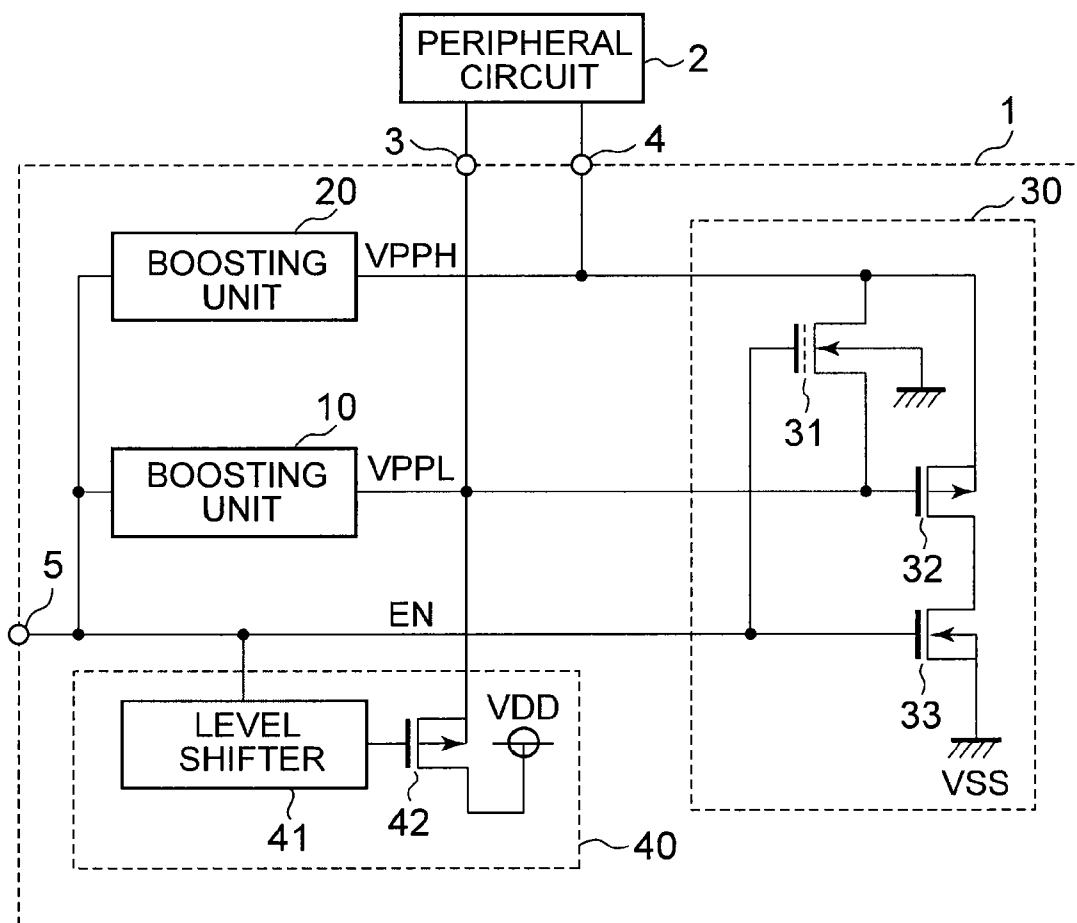 PERIPHERAL
CIRCUIT
2
3
4
1
20
30
BOOSTING
UNIT
VPPH
31
10
BOOSTING
UNIT
VPPL
32
5
EN
33
LEVEL
SHIFTER
VDD
VSS
41
42
40